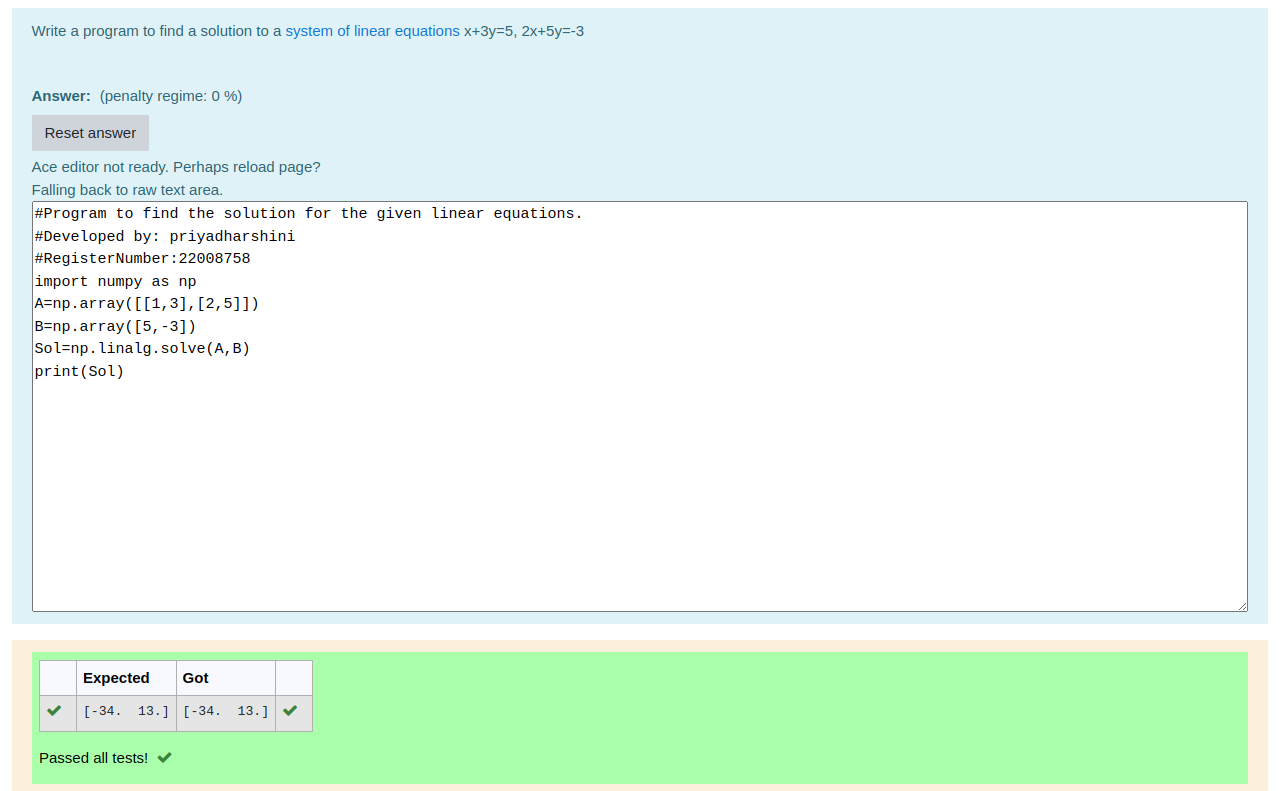 Write a program to find a solution to a system of linear equations x+3y=5, 2x+5y=-3
Answer: (penalty regime: 0 %)
Reset answer
Ace editor not ready. Perhaps reload page?
Falling back to raw text area.
#Program to find the solution for the given linear equations.
#Developed by: priyadharshini
#RegisterNumber:22008758
import numpy as np
A=np.array([[1,3],[2,5]])
B=np.array([5,-3])
Sol=np.linalg.solve(A,B)
print(Sol)
Expected Got
[-34.  13.] [-34.  13.]
Passed all tests!